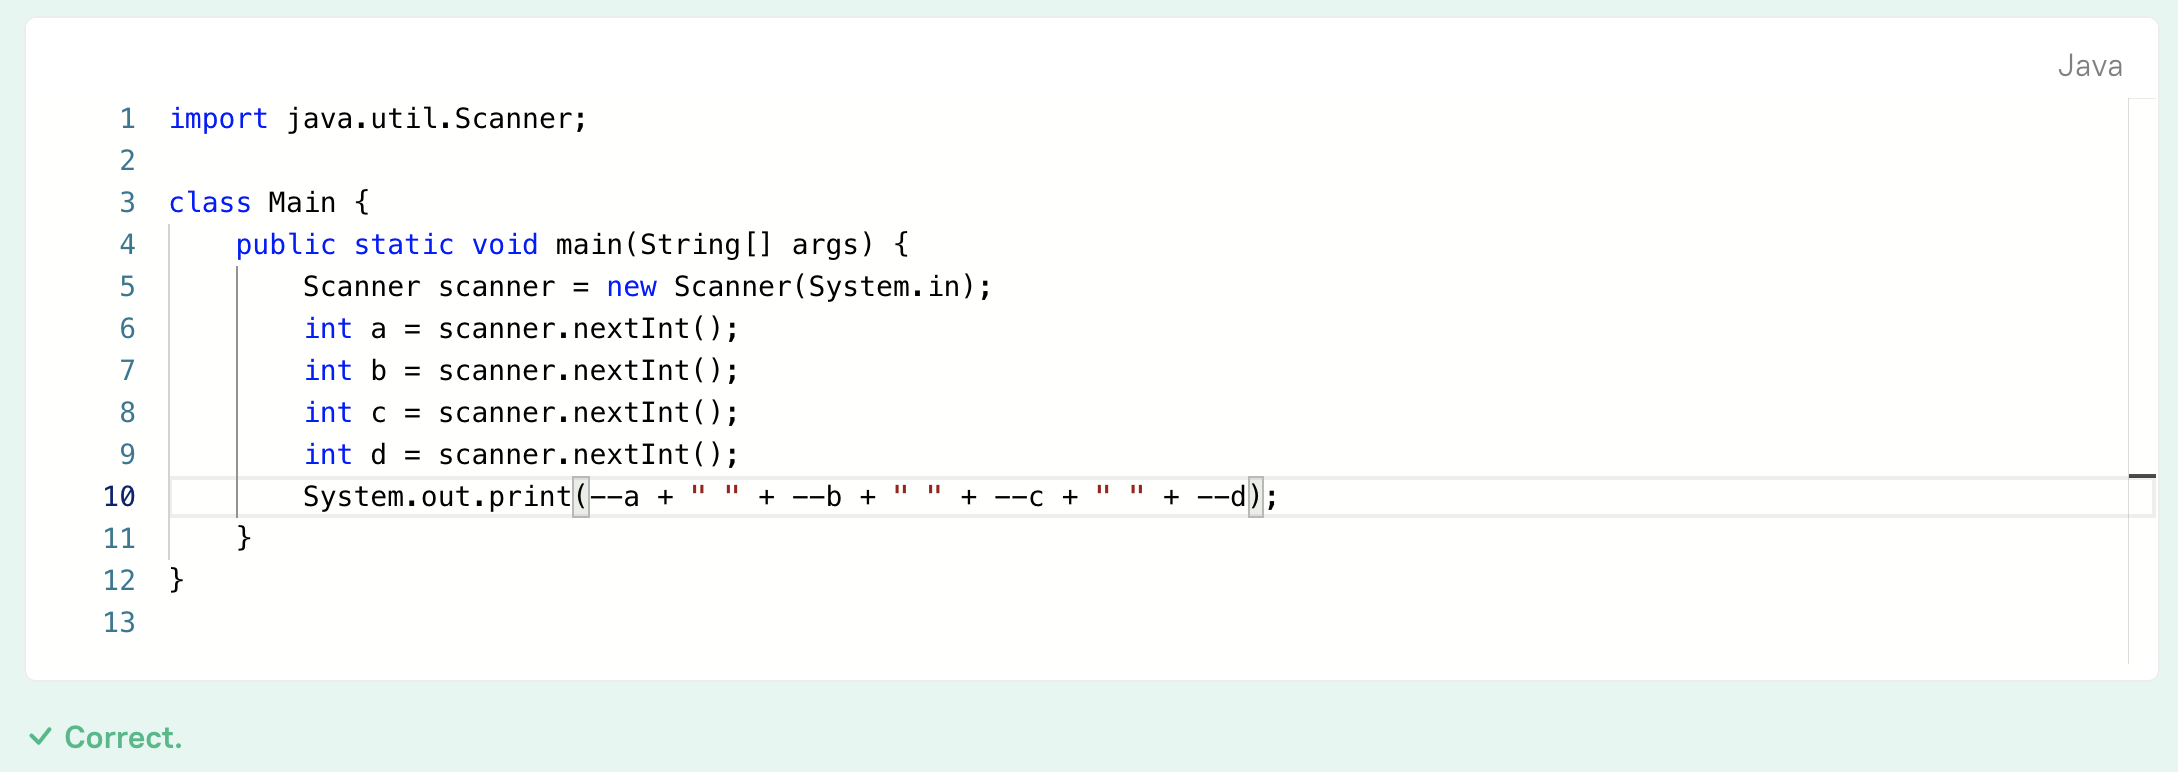 Java
1 import java.util.Scanner;
2
3 class Main {
4     public static void main(String[] args) {
5         Scanner scanner = new Scanner(System.in);
6         int a = scanner.nextInt();
7         int b = scanner.nextInt();
8         int c = scanner.nextInt();
9         int d = scanner.nextInt();
10         System.out.print(--a + " " + --b + " " + --c + " " + --d);
11     }
12 }
13
✓ Correct.